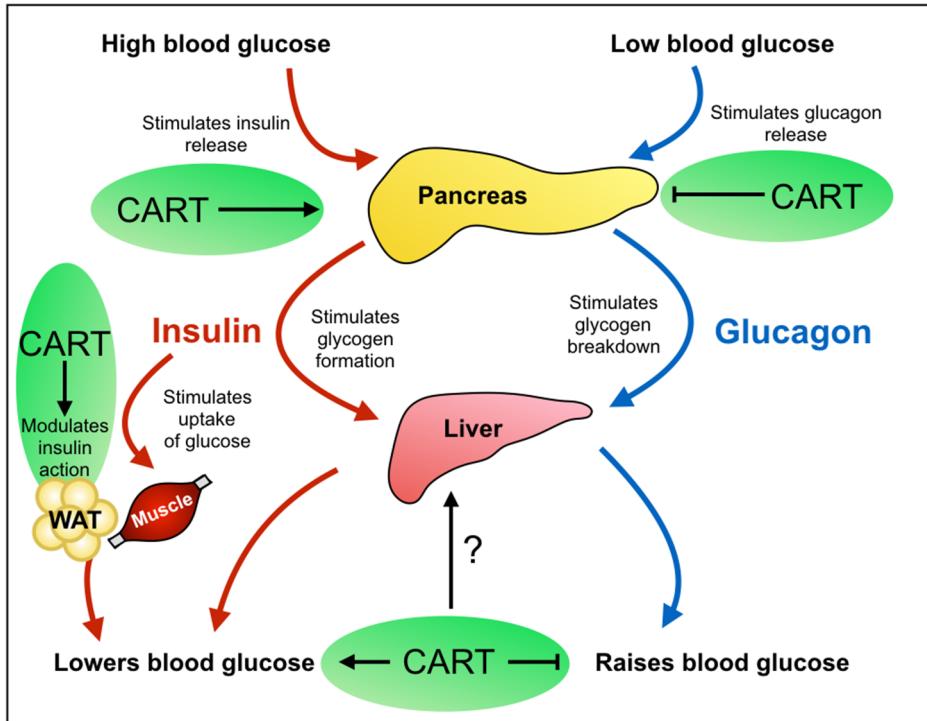 High blood glucose
Low blood glucose
Stimulates insulin
release
Stimulates glucagon
release
CART
Pancreas
CART
CART
Modulates
insulin
action
WAT
Insulin
Stimulates
uptake
of glucose
Muscle
Stimulates
glycogen
formation
Stimulates
glycogen
breakdown
Glucagon
Liver
?
Lowers blood glucose
CART
Raises blood glucose